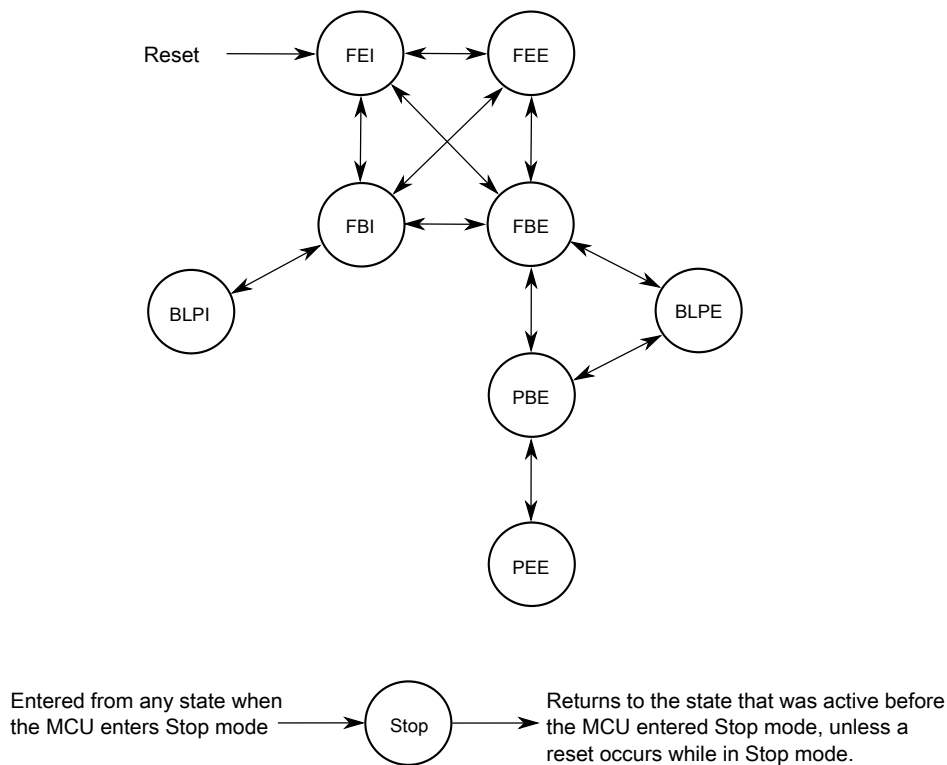 Reset
FEI
FEE
FBI
FBE
BLPI
BLPE
PBE
PEE
Entered from any state when
the MCU enters Stop mode
Stop
Returns to the state that was active before
the MCU entered Stop mode, unless a
reset occurs while in Stop mode.